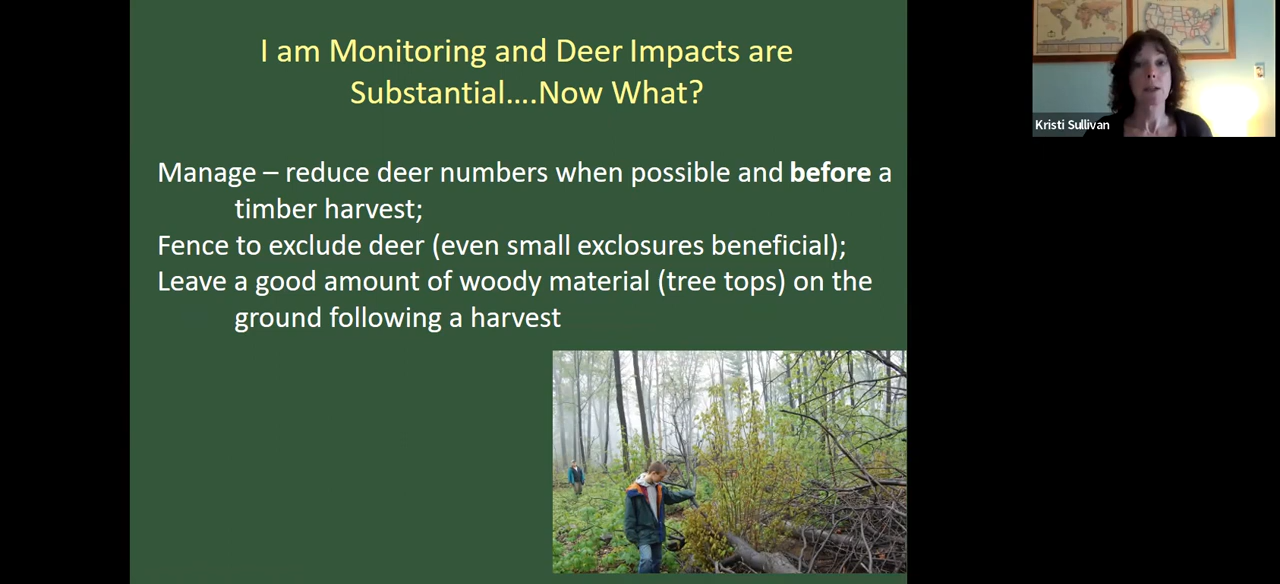 I am Monitoring and Deer Impacts are
Substantial….Now What?
Manage – reduce deer numbers when possible and before a
timber harvest;
Fence to exclude deer (even small exclosures beneficial);
Leave a good amount of woody material (tree tops) on the
ground following a harvest
Kristi Sullivan